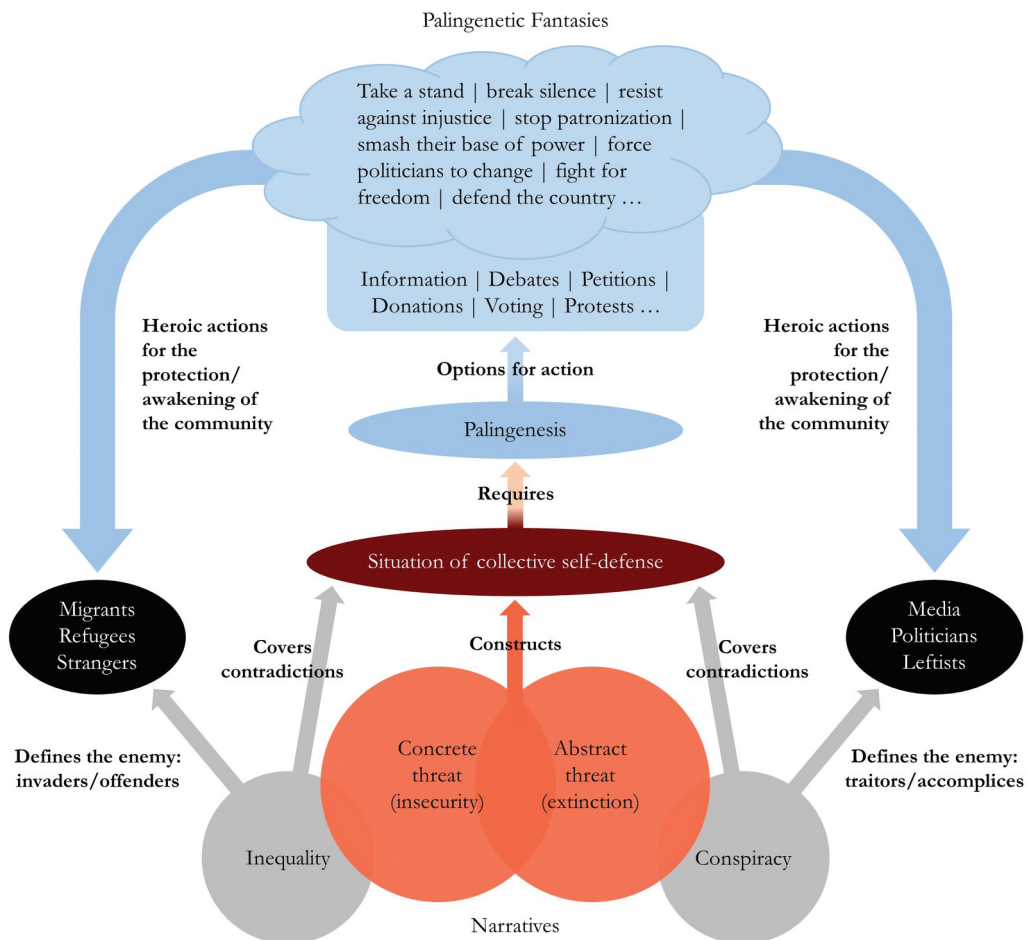 Palingenetic Fantasies
Take a stand | break silence | resist
against injustice | stop patronization |
smash their base of power | force
politicians to change | fight for
freedom | defend the country …
Information | Debates | Petitions |
Donations | Voting | Protests …
Heroic actions
for the
protection/
awakening of
the community
Heroic actions
for the
protection/
awakening of
the community
Options for action
Palingenesis
Requires
Situation of collective self-defense
Migrants
Refugees
Strangers
Media
Politicians
Leftists
Covers
contradictions
Constructs
Covers
contradictions
Defines the enemy:
invaders/offenders
Concrete
threat
(insecurity)
Abstract
threat
(extinction)
Defines the enemy:
traitors/accomplices
Inequality
Conspiracy
Narratives